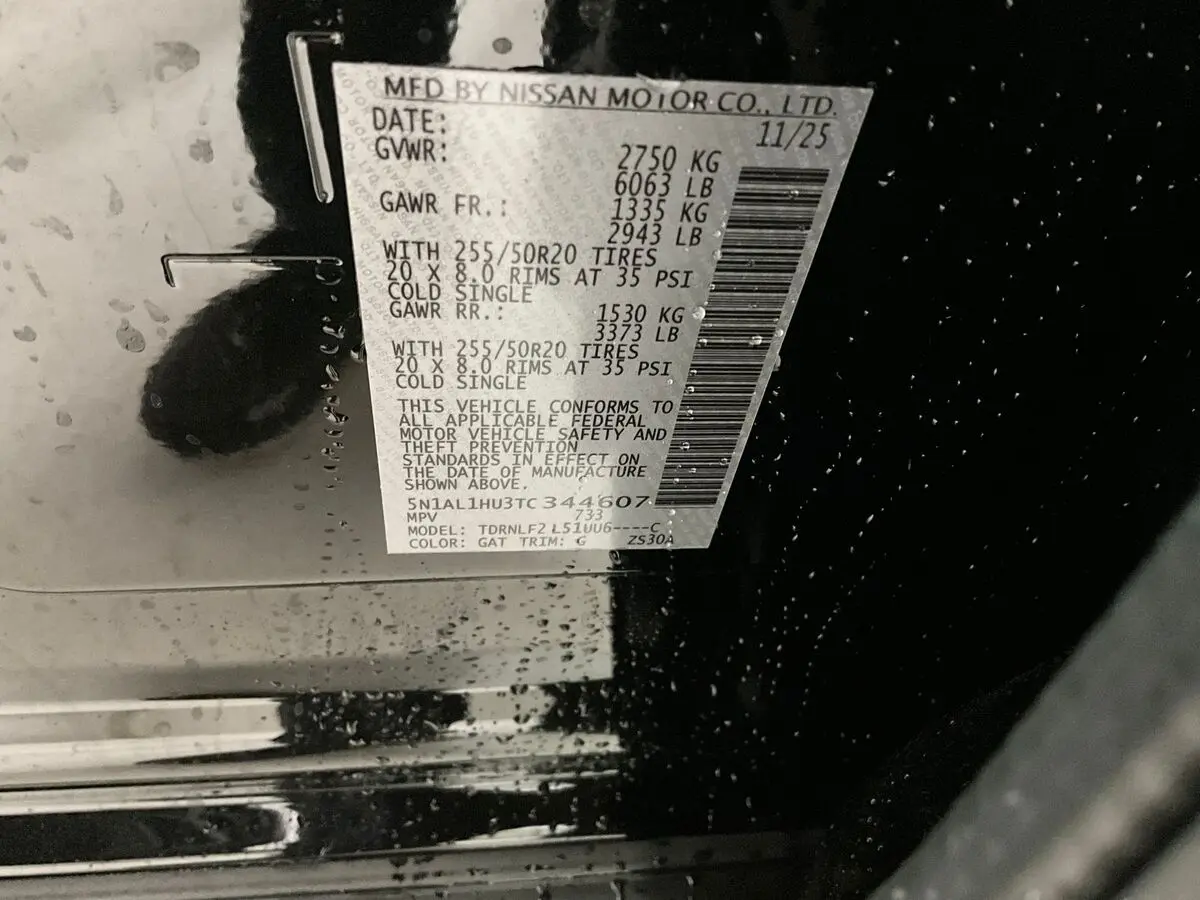 MFD BY NISSAN MOTOR CO., LTD.
DATE: 11/25
GVWR: 2750 KG
6063 LB
GAWR FR.: 1335 KG
2943 LB
WITH 255/50R20 TIRES
20 X 8.0 RIMS AT 35 PSI
COLD SINGLE
GAWR RR.: 1530 KG
3373 LB
WITH 255/50R20 TIRES
20 X 8.0 RIMS AT 35 PSI
COLD SINGLE
THIS VEHICLE CONFORMS TO
ALL APPLICABLE FEDERAL
MOTOR VEHICLE SAFETY AND
THEFT PREVENTION
STANDARDS IN EFFECT ON
THE DATE OF MANUFACTURE
SHOWN ABOVE.
5N1AL1HU3TC344607
MPV 733
MODEL: TDRNLF2 L51UU6----C
COLOR: GAT TRIM: G ZS30A